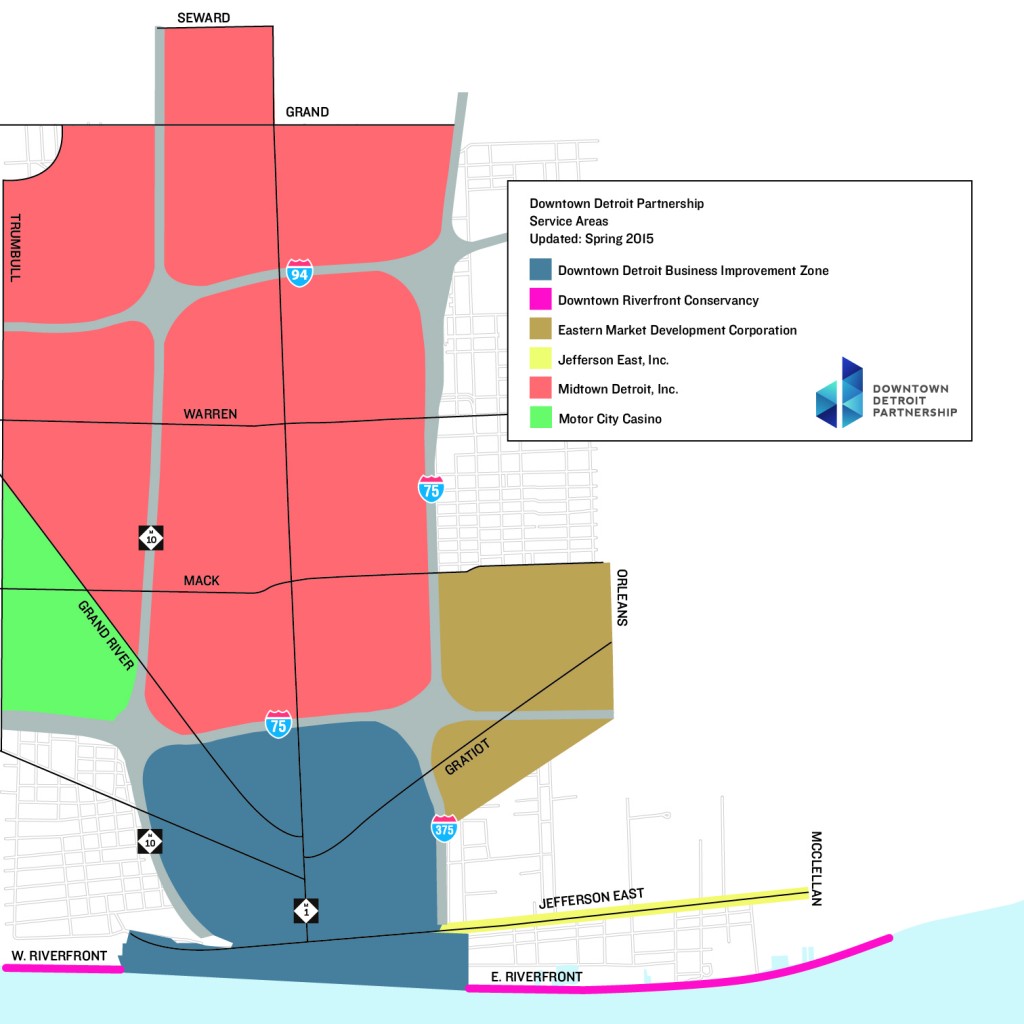 SEWARD
GRAND
TRUMBULL
Downtown Detroit Partnership
Service Areas
Updated: Spring 2015
Downtown Detroit Business Improvement Zone
Downtown Riverfront Conservancy
Eastern Market Development Corporation
Jefferson East, Inc.
Midtown Detroit, Inc.
Motor City Casino
DOWNTOWN
DETROIT
PARTNERSHIP
94
WARREN
75
M
10
MACK
ORLEANS
GRAND RIVER
75
GRATIOT
375
M
10
MCCLELLAN
JEFFERSON EAST
M
1
W. RIVERFRONT
E. RIVERFRONT